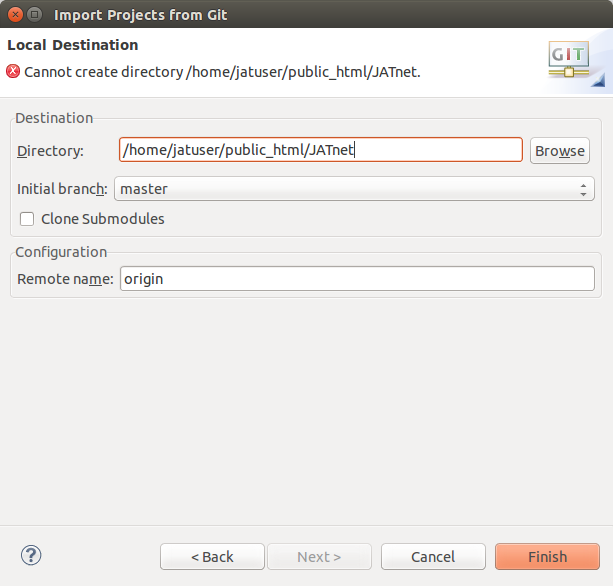 Import Projects from Git
Local Destination
Cannot create directory /home/jatuser/public_html/JATnet.
GIT
Destination
Directory: /home/jatuser/public_html/JATnet Browse
Initial branch: master
Clone Submodules
Configuration
Remote name: origin
? < Back Next > Cancel Finish